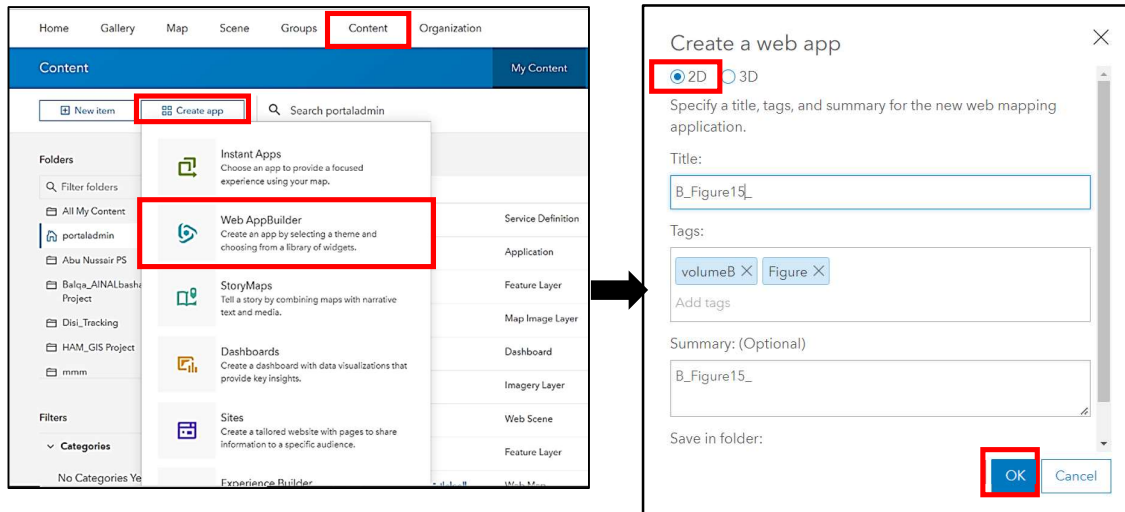 Home Gallery Map Scene Groups Content Organization
Content My Content
New item Create app Search portaladmin
Folders
Filter folders
All My Content
portaladmin
Abu Nussair PS
Balqa_AINALbasha
Project
Disi_Tracking
HAM_GIS Project
mmm
Filters
Categories
No Categories Ye
Instant Apps
Choose an app to provide a focused
experience using your map.
Web AppBuilder
Create an app by selecting a theme and
choosing from a library of widgets.
StoryMaps
Tell a story by combining maps with narrative
text and media.
Dashboards
Create a dashboard with data visualizations that
provide key insights.
Sites
Create a tailored website with pages to share
information to a specific audience.
Experience Builder
Service Definition
Application
Feature Layer
Map Image Layer
Dashboard
Imagery Layer
Web Scene
Feature Layer
Web Map
Create a web app
2D 3D
Specify a title, tags, and summary for the new web mapping
application.
Title:
B_Figure15_
Tags:
volumeB Figure
Add tags
Summary: (Optional)
B_Figure15_
Save in folder:
OK Cancel